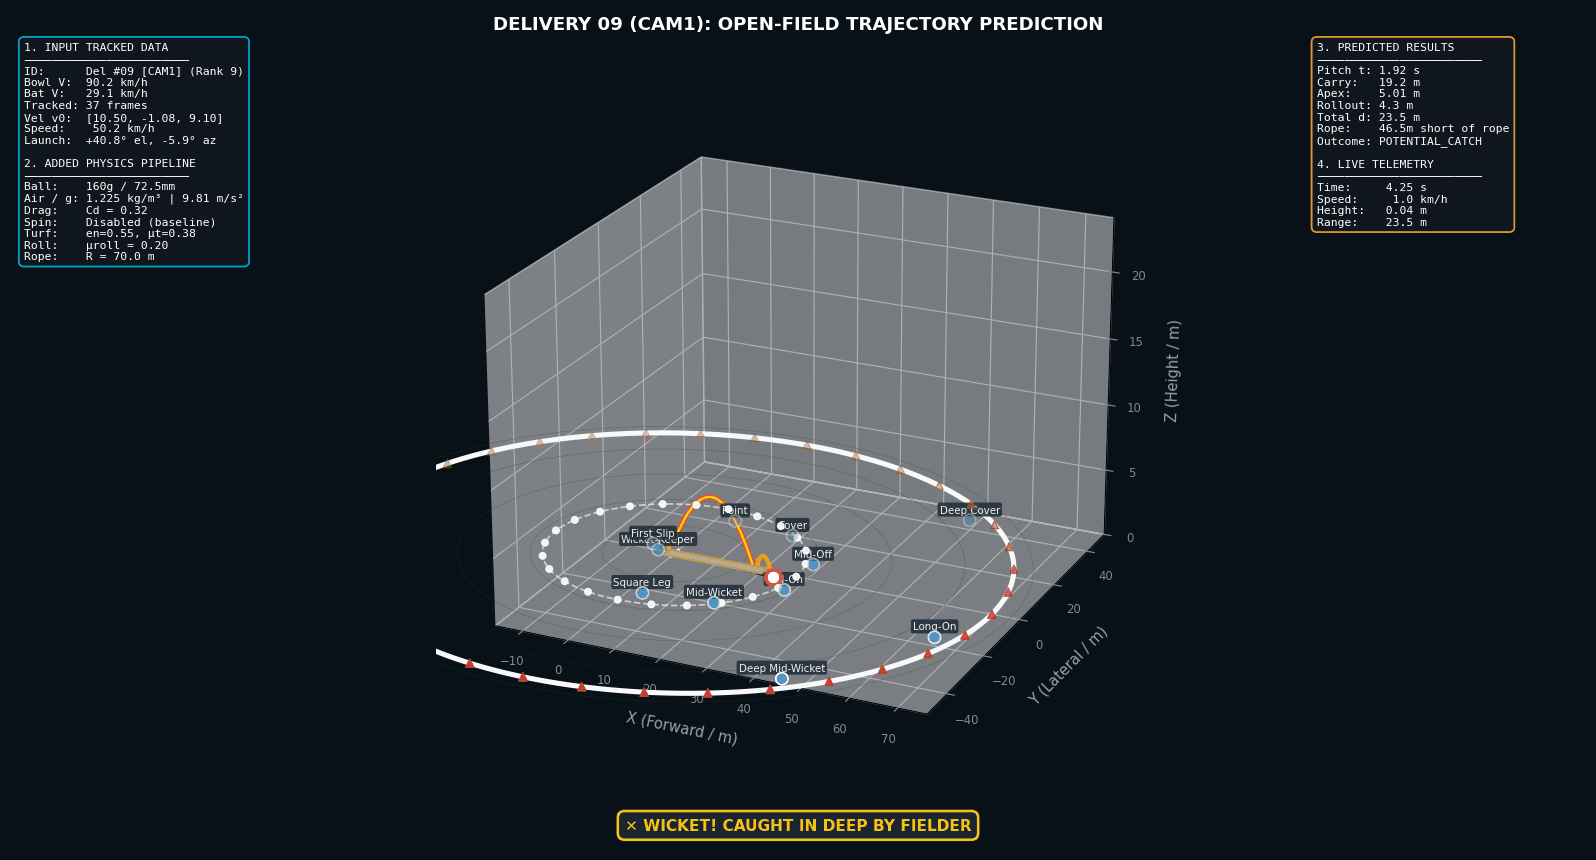 DELIVERY 09 (CAM1): OPEN-FIELD TRAJECTORY PREDICTION
1. INPUT TRACKED DATA
ID: Del #09 [CAM1] (Rank 9)
Bowl V: 90.2 km/h
Bat V: 29.1 km/h
Tracked: 37 frames
Vel v0: [10.50, -1.08, 9.10]
Speed: 50.2 km/h
Launch: +40.8° el, -5.9° az
2. ADDED PHYSICS PIPELINE
Ball: 160g / 72.5mm
Air / g: 1.225 kg/m³ | 9.81 m/s²
Drag: Cd = 0.32
Spin: Disabled (baseline)
Turf: en=0.55, μt=0.38
Roll: μroll = 0.20
Rope: R = 70.0 m
3. PREDICTED RESULTS
Pitch t: 1.92 s
Carry: 19.2 m
Apex: 5.01 m
Rollout: 4.3 m
Total d: 23.5 m
Rope: 46.5m short of rope
Outcome: POTENTIAL_CATCH
4. LIVE TELEMETRY
Time: 4.25 s
Speed: 1.0 km/h
Height: 0.04 m
Range: 23.5 m
20
15
10
5
0
Z (Height / m)
Point
Deep Cover
Cover
First Slip
Wicket-Keeper
Mid-Off
Square Leg
Mid-Wicket
Long-On
Deep Mid-Wicket
40
20
0
−20
−40
Y (Lateral / m)
−10
0
10
20
30
40
50
60
70
X (Forward / m)
× WICKET! CAUGHT IN DEEP BY FIELDER